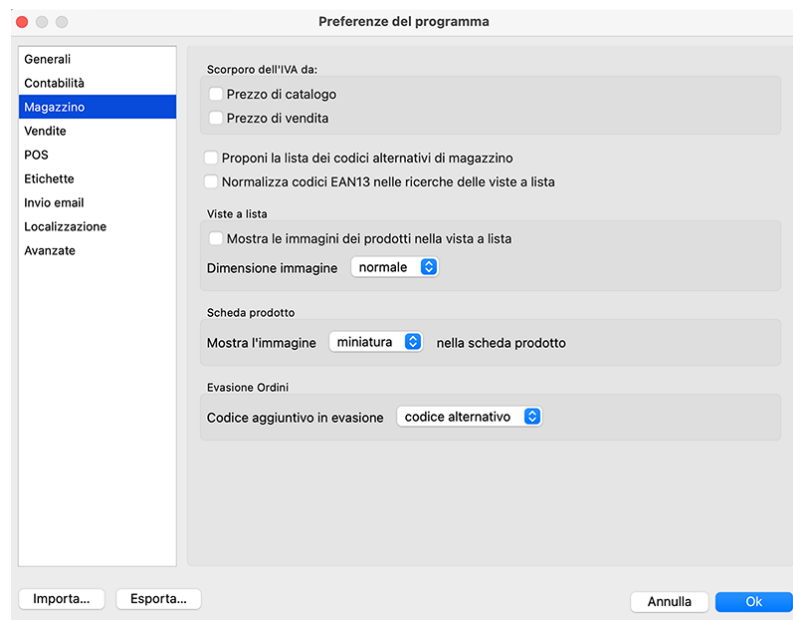 Preferenze del programma
Generali
Contabilità
Magazzino
Vendite
POS
Etichette
Invio email
Localizzazione
Avanzate
Scorporo dell'IVA da:
Prezzo di catalogo
Prezzo di vendita
Proponi la lista dei codici alternativi di magazzino
Normalizza codici EAN13 nelle ricerche delle viste a lista
Viste a lista
Mostra le immagini dei prodotti nella vista a lista
Dimensione immagine normale
Scheda prodotto
Mostra l'immagine miniatura nella scheda prodotto
Evasione Ordini
Codice aggiuntivo in evasione codice alternativo
Importa... Esporta... Annulla Ok